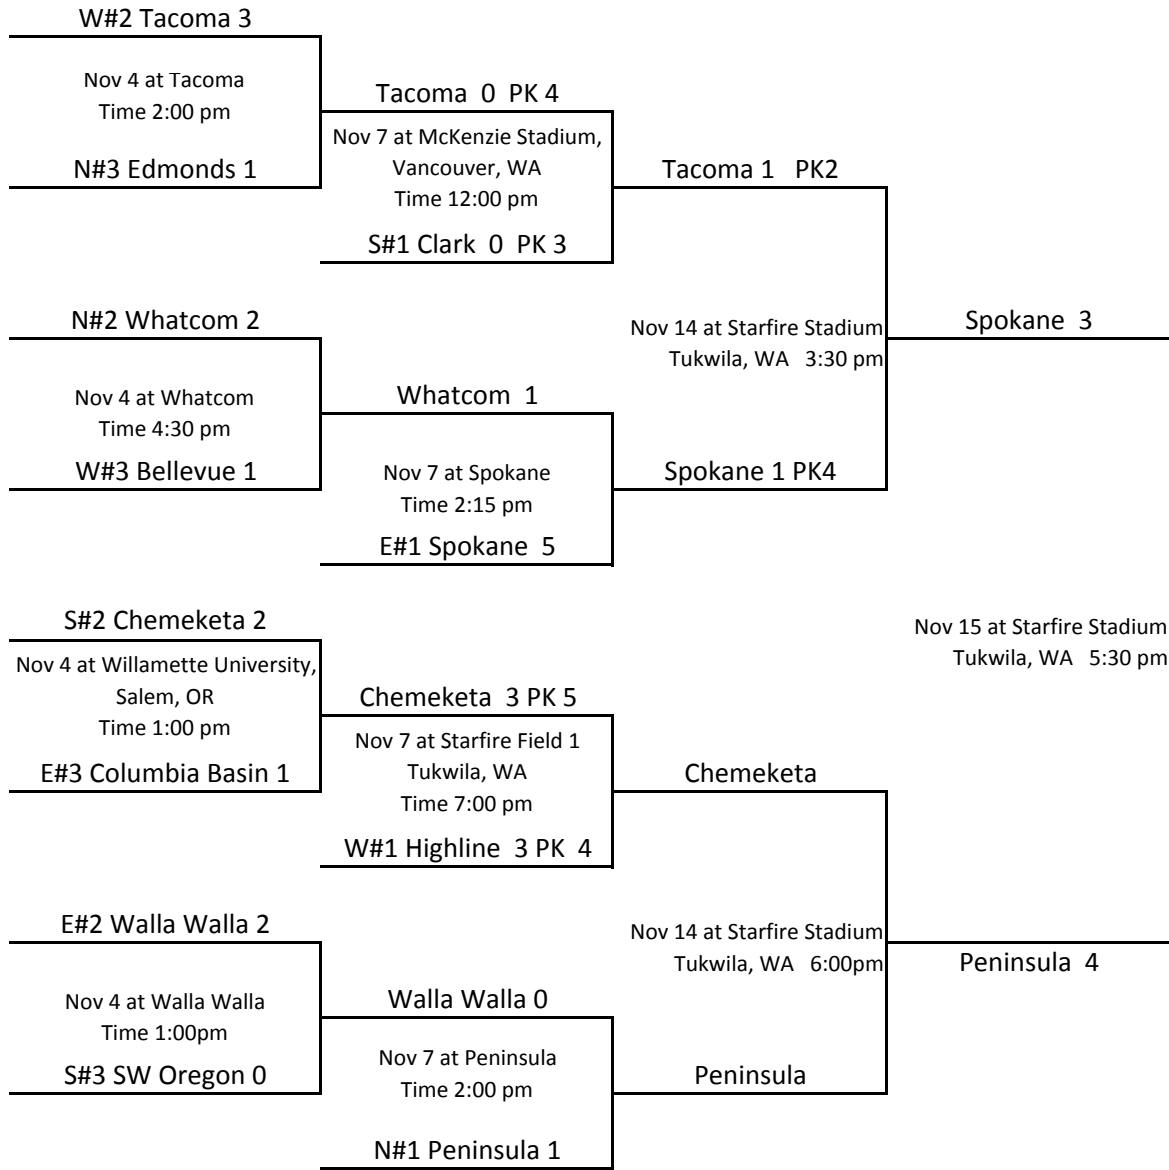 W#2 Tacoma 3
Nov 4 at Tacoma
Time 2:00 pm
N#3 Edmonds 1
Tacoma 0 PK 4
Nov 7 at McKenzie Stadium,
Vancouver, WA
Time 12:00 pm
S#1 Clark 0 PK 3
Tacoma 1 PK2
N#2 Whatcom 2
Nov 4 at Whatcom
Time 4:30 pm
W#3 Bellevue 1
Whatcom 1
Nov 7 at Spokane
Time 2:15 pm
E#1 Spokane 5
Nov 14 at Starfire Stadium
Tukwila, WA 3:30 pm
Spokane 1 PK4
Spokane 3
S#2 Chemeketa 2
Nov 4 at Willamette University,
Salem, OR
Time 1:00 pm
E#3 Columbia Basin 1
Chemeketa 3 PK 5
Nov 7 at Starfire Field 1
Tukwila, WA
Time 7:00 pm
W#1 Highline 3 PK 4
Chemeketa
Nov 15 at Starfire Stadium
Tukwila, WA 5:30 pm
E#2 Walla Walla 2
Nov 4 at Walla Walla
Time 1:00pm
S#3 SW Oregon 0
Walla Walla 0
Nov 7 at Peninsula
Time 2:00 pm
N#1 Peninsula 1
Nov 14 at Starfire Stadium
Tukwila, WA 6:00pm
Peninsula
Peninsula 4